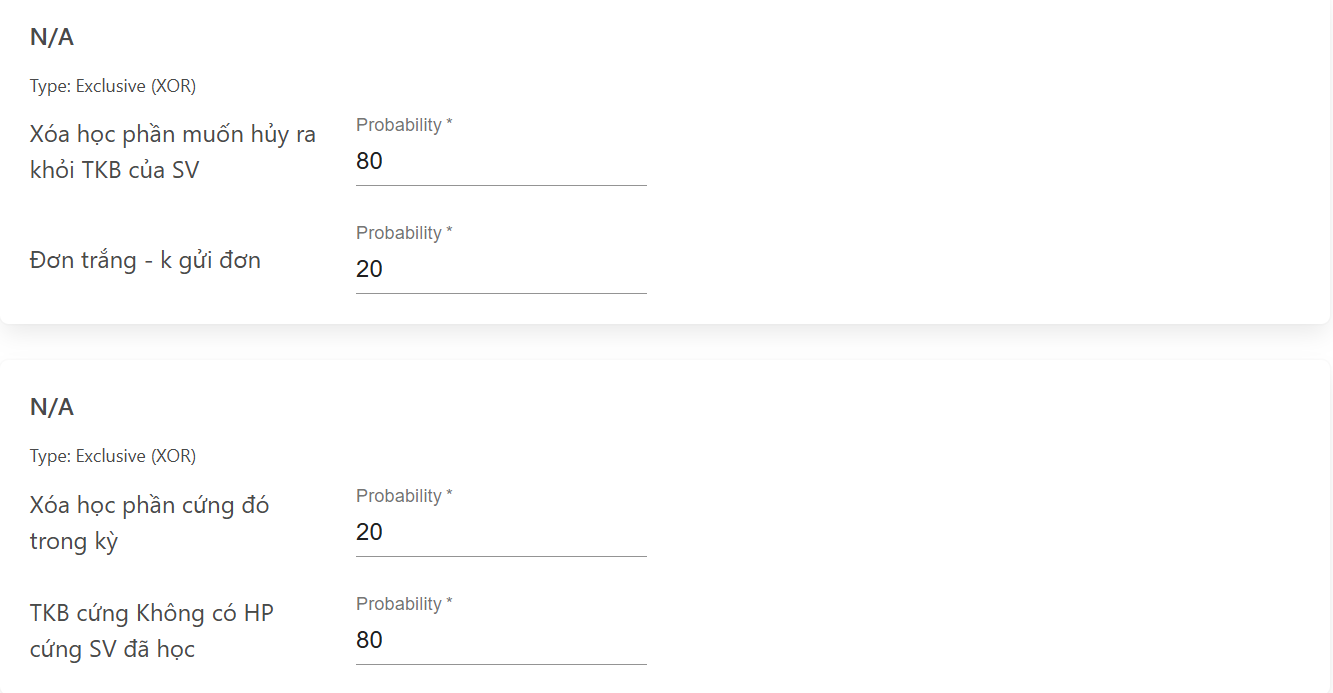 N/A
Type: Exclusive (XOR)
Xóa học phần muốn hủy ra
khỏi TKB của SV
Probability *
80
Đơn trắng - k gửi đơn
Probability *
20
N/A
Type: Exclusive (XOR)
Xóa học phần cứng đó
trong kỳ
Probability *
20
TKB cứng Không có HP
cứng SV đã học
Probability *
80